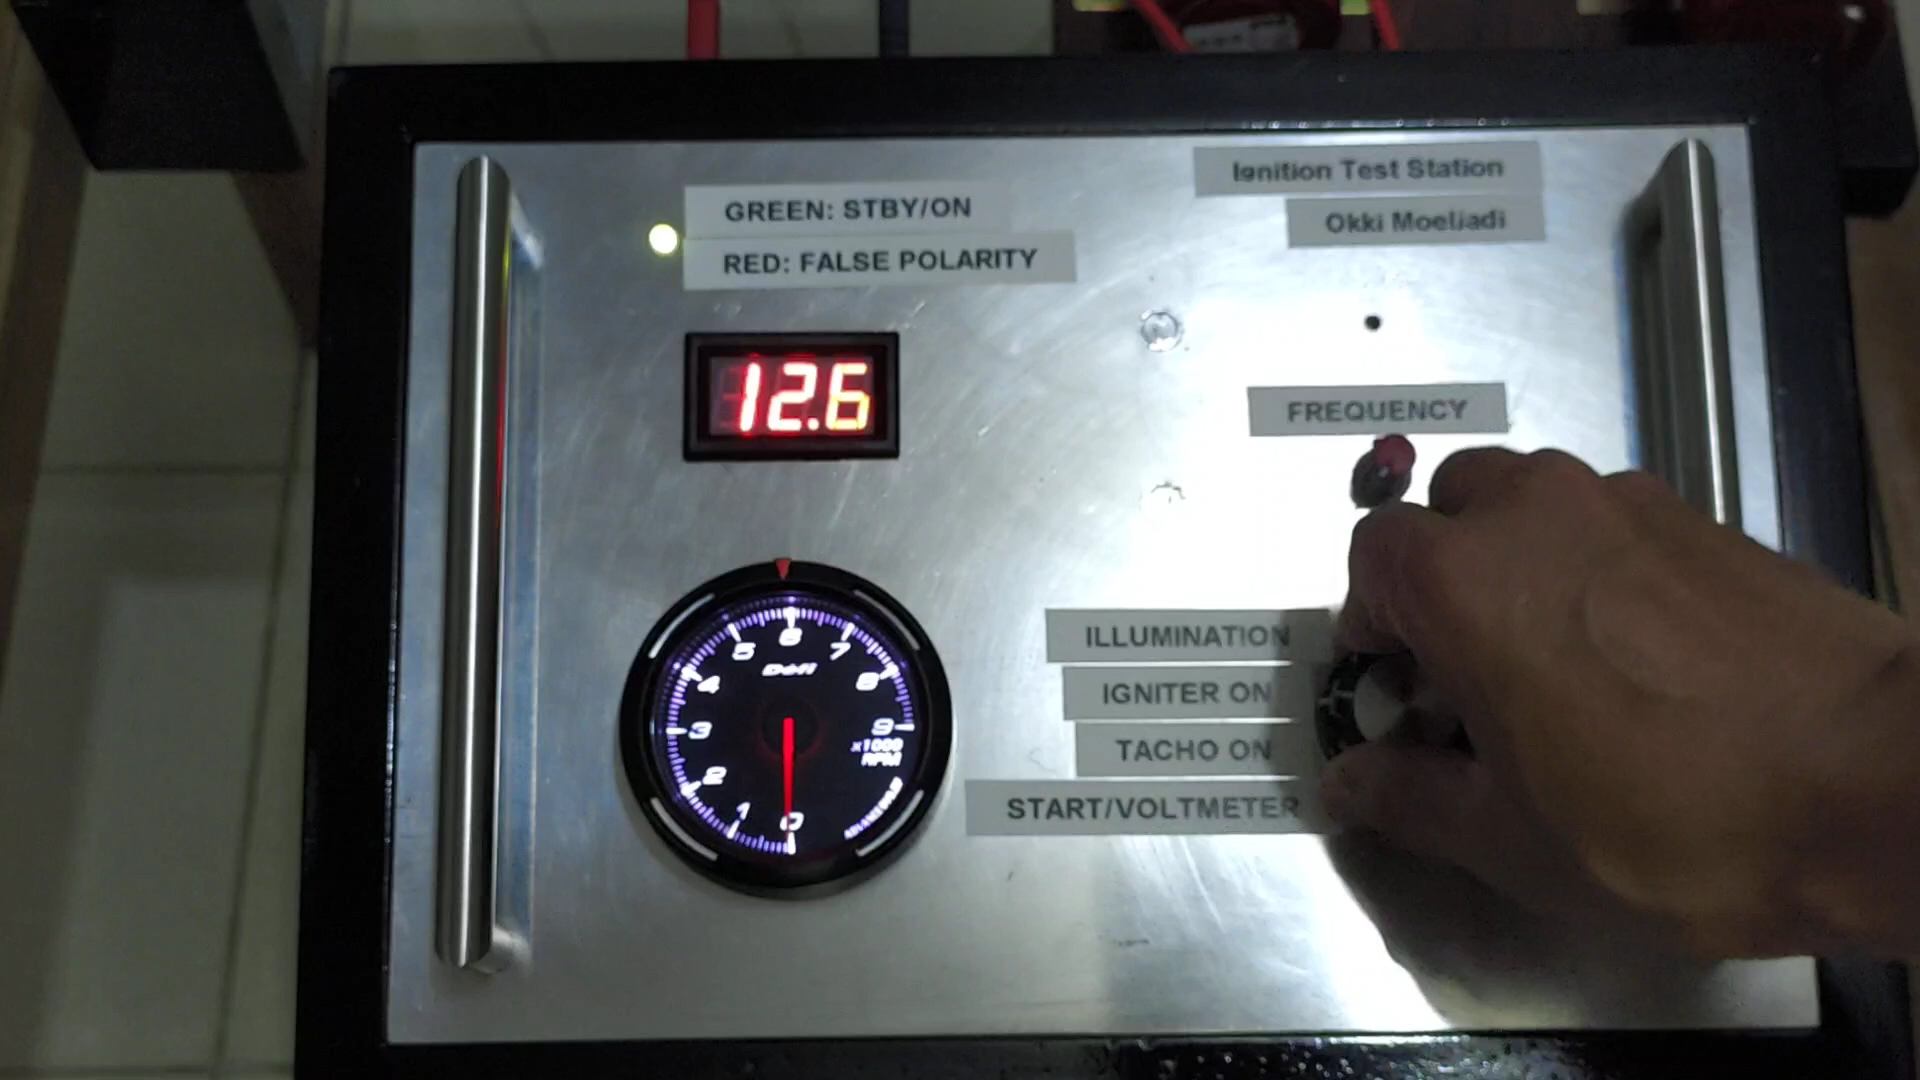 Ignition Test Station
Okki Moeljadi
GREEN: STBY/ON
RED: FALSE POLARITY
12.6
FREQUENCY
ILLUMINATION
IGNITER ON
TACHO ON
START/VOLTMETER
Defi
0
1
2
3
4
5
6
7
8
9
x1000
RPM